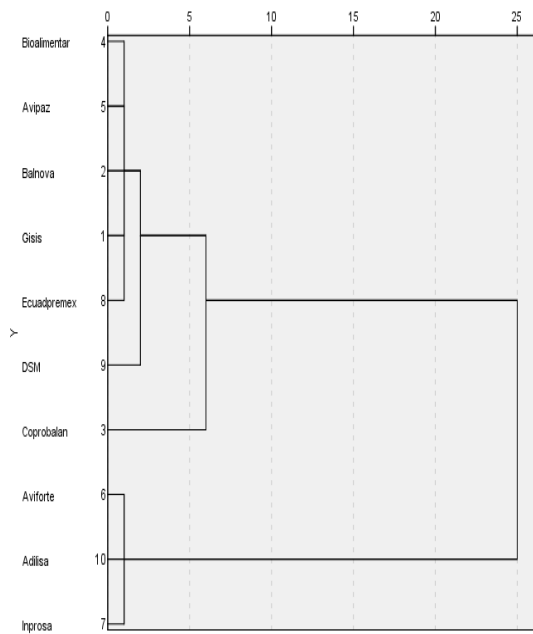 0 5 10 15 20 25
Bioalimentar 4
Avipaz 5
Balnova 2
Gisis 1
Ecuadpremex 8
Y
DSM 9
Coprobalan 3
Aviforte 6
Adilisa 10
Inprosa 7